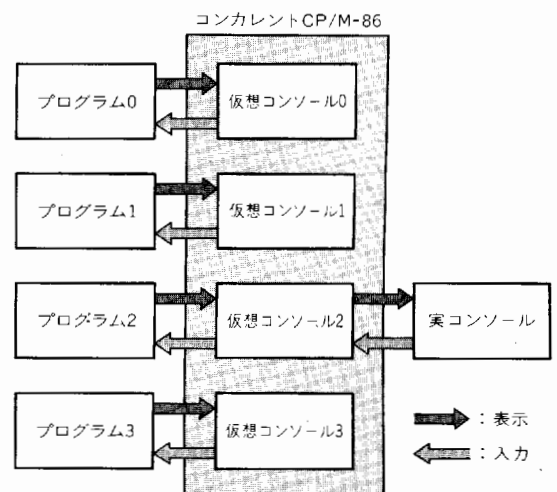 コンカレントCP/M-86
プログラム0
仮想コンソール0
プログラム1
仮想コンソール1
プログラム2
仮想コンソール2
実コンソール
プログラム3
仮想コンソール3
：表示
：入力